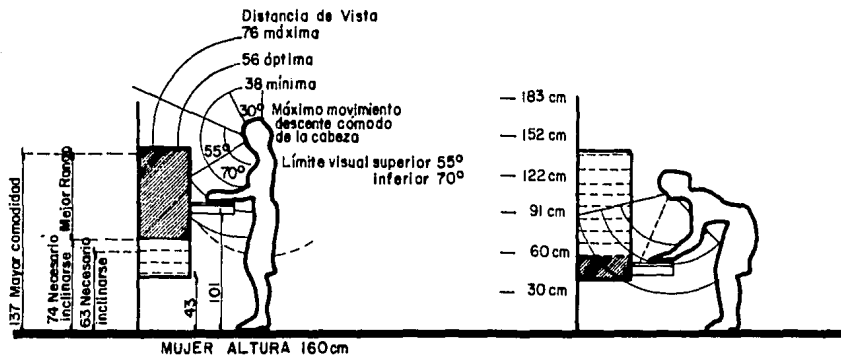 Distancia de Vista
76 máxima
56 óptima
38 mínima
30º Máximo movimiento
descente cómodo
de la cabeza
55º
70º
Límite visual superior 55º
inferior 70º
137 Mayor comodidad
Mejor Rango
74 Necesario
inclinarse
63 Necesario
inclinarse
43
101
MUJER ALTURA 160cm
183 cm
152 cm
122 cm
91 cm
60 cm
30 cm